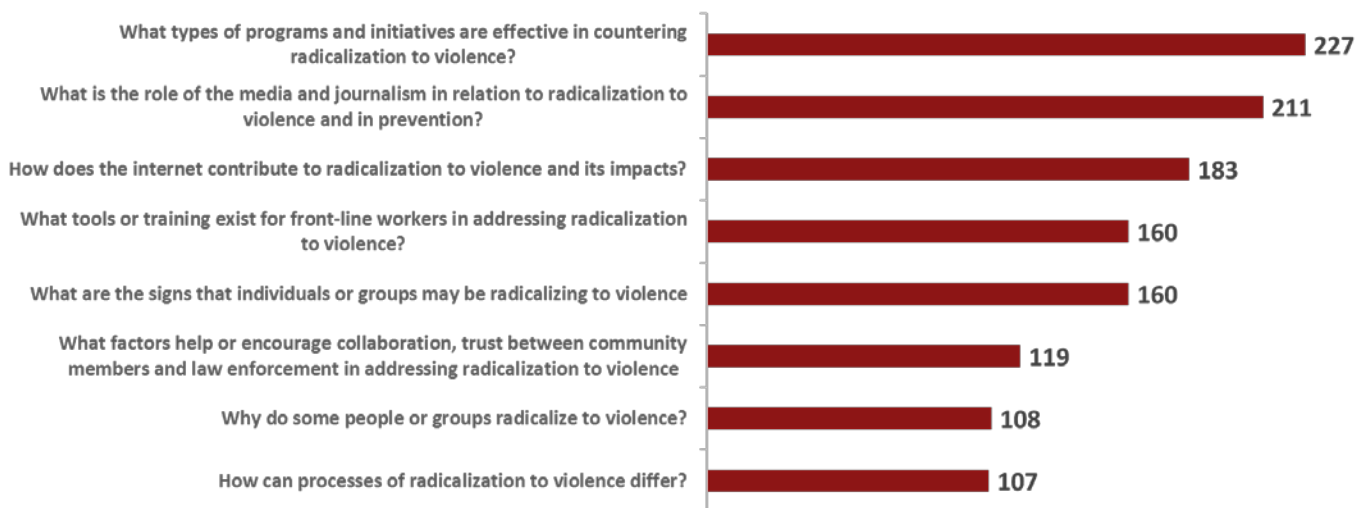 What types of programs and initiatives are effective in countering
radicalization to violence?
227
What is the role of the media and journalism in relation to radicalization to
violence and in prevention?
211
How does the internet contribute to radicalization to violence and its impacts?
183
What tools or training exist for front-line workers in addressing radicalization
to violence?
160
What are the signs that individuals or groups may be radicalizing to violence
160
What factors help or encourage collaboration, trust between community
members and law enforcement in addressing radicalization to violence
119
Why do some people or groups radicalize to violence?
108
How can processes of radicalization to violence differ?
107